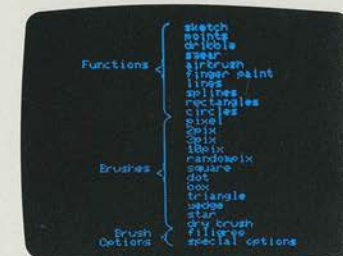 Functions
sketch
points
dribble
smear
airbrush
finger paint
lines
splines
rectangles
circles
Brushes
pixel
2pix
3pix
10pix
randompix
square
dot
box
triangle
wedge
star
Brush
Options
dry brush
filigree
special options